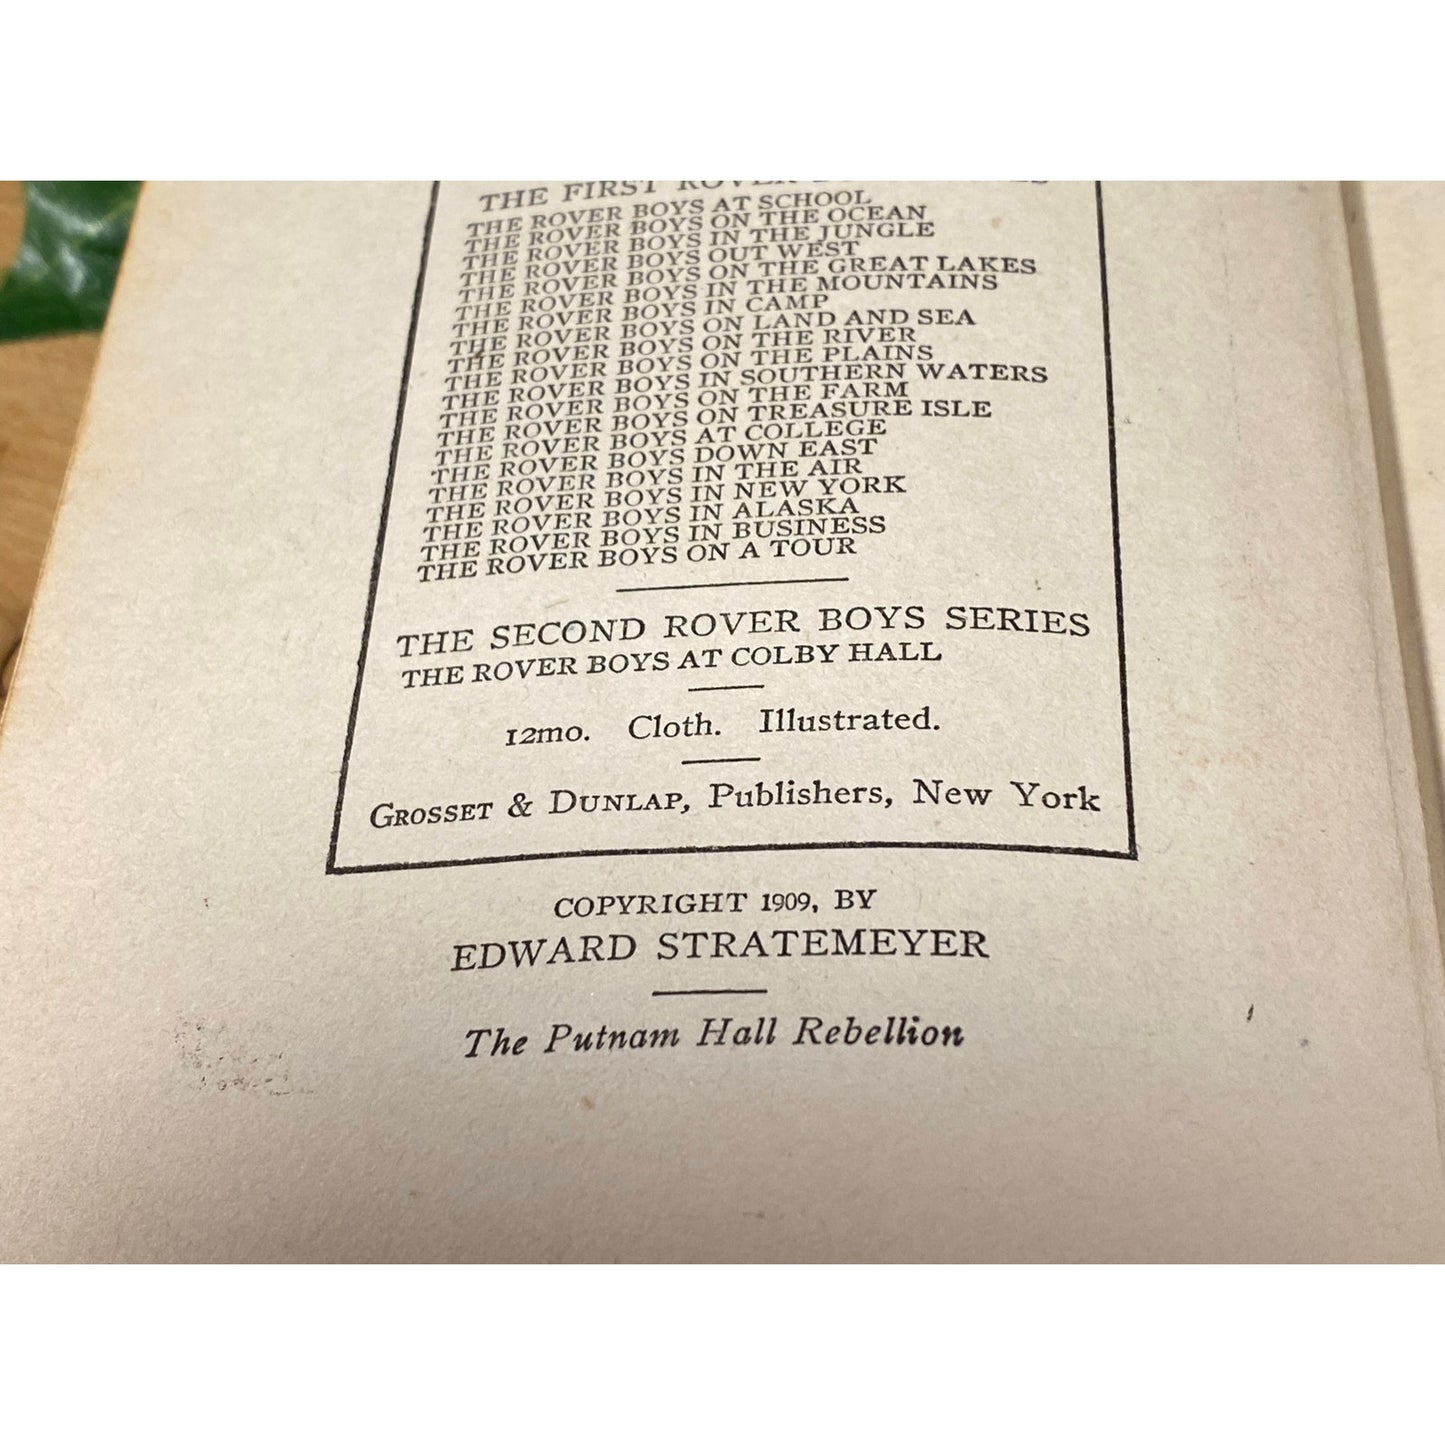 THE FIRST ROVER
THE ROVER BOYS AT SCHOOL
THE ROVER BOYS ON THE OCEAN
THE ROVER BOYS IN THE JUNGLE
THE ROVER BOYS OUT WEST
THE ROVER BOYS ON THE GREAT LAKES
THE ROVER BOYS IN THE MOUNTAINS
THE ROVER BOYS IN CAMP
THE ROVER BOYS ON LAND AND SEA
THE ROVER BOYS ON THE RIVER
THE ROVER BOYS ON THE PLAINS
THE ROVER BOYS IN SOUTHERN WATERS
THE ROVER BOYS ON THE FARM
THE ROVER BOYS ON TREASURE ISLE
THE ROVER BOYS AT COLLEGE
THE ROVER BOYS DOWN EAST
THE ROVER BOYS IN THE AIR
THE ROVER BOYS IN NEW YORK
THE ROVER BOYS IN ALASKA
THE ROVER BOYS IN BUSINESS
THE ROVER BOYS ON A TOUR
THE SECOND ROVER BOYS SERIES
THE ROVER BOYS AT COLBY HALL
12mo. Cloth. Illustrated.
GROSSET & DUNLAP, Publishers, New York
COPYRIGHT 1909, BY
EDWARD STRATEMEYER
The Putnam Hall Rebellion